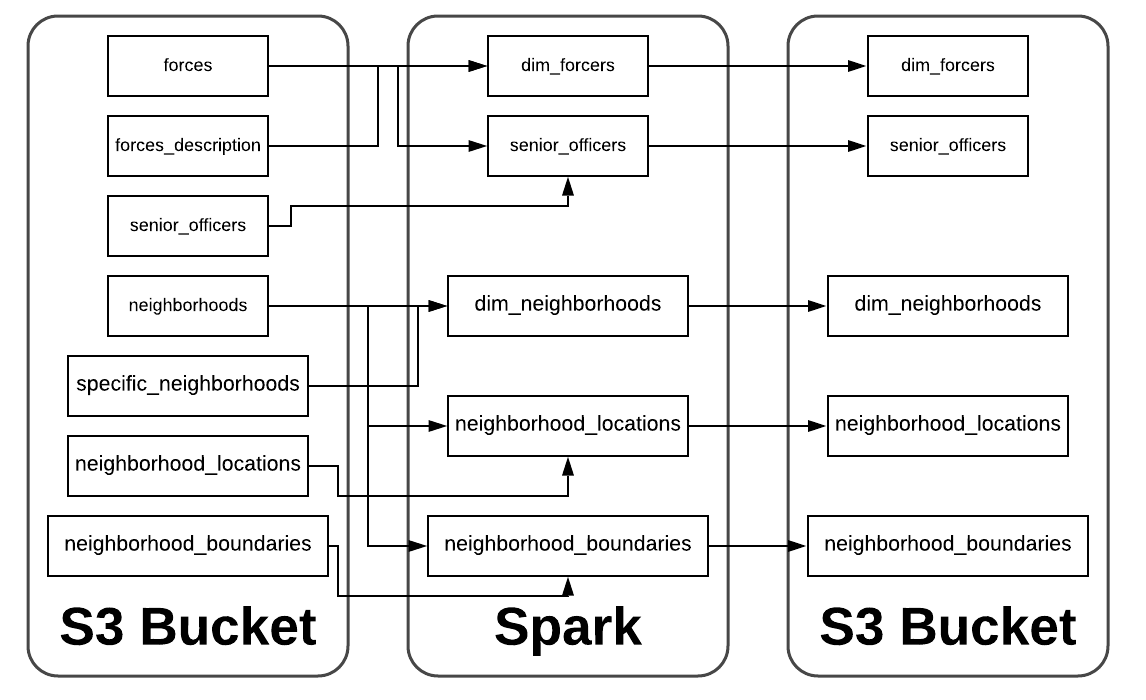 forces
forces_description
senior_officers
neighborhoods
specific_neighborhoods
neighborhood_locations
neighborhood_boundaries
S3 Bucket
dim_forcers
senior_officers
dim_neighborhoods
neighborhood_locations
neighborhood_boundaries
Spark
dim_forcers
senior_officers
dim_neighborhoods
neighborhood_locations
neighborhood_boundaries
S3 Bucket